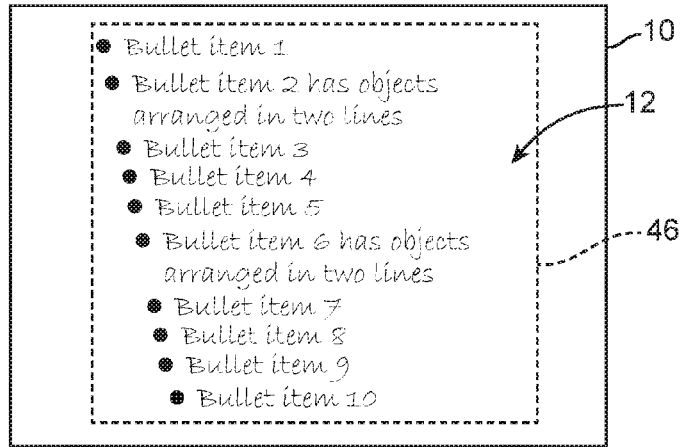 ● Bullet item 1
● Bullet item 2 has objects
arranged in two lines
● Bullet item 3
● Bullet item 4
● Bullet item 5
● Bullet item 6 has objects
arranged in two lines
● Bullet item 7
● Bullet item 8
● Bullet item 9
● Bullet item 10
10
12
46